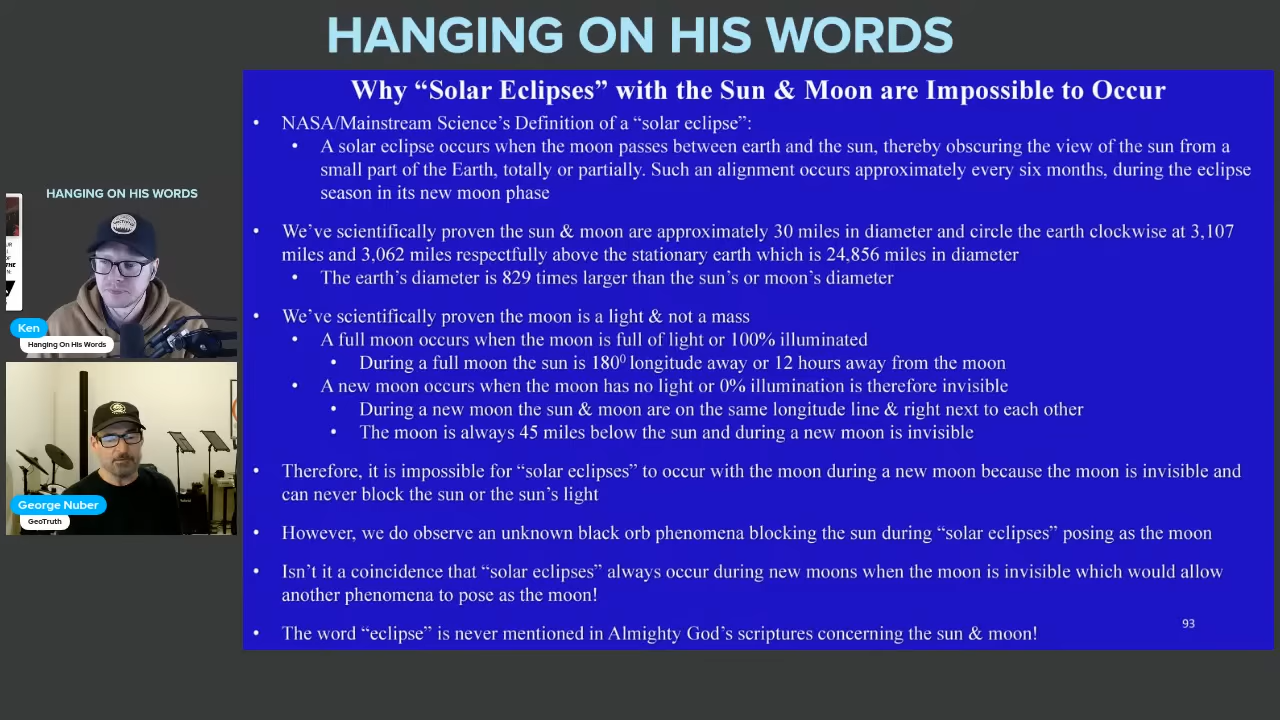 HANGING ON HIS WORDS
Why “Solar Eclipses” with the Sun & Moon are Impossible to Occur
• NASA/Mainstream Science’s Definition of a “solar eclipse”:
• A solar eclipse occurs when the moon passes between earth and the sun, thereby obscuring the view of the sun from a
small part of the Earth, totally or partially. Such an alignment occurs approximately every six months, during the eclipse
season in its new moon phase
• We’ve scientifically proven the sun & moon are approximately 30 miles in diameter and circle the earth clockwise at 3,107
miles and 3,062 miles respectfully above the stationary earth which is 24,856 miles in diameter
• The earth’s diameter is 829 times larger than the sun’s or moon’s diameter
• We’ve scientifically proven the moon is a light & not a mass
• A full moon occurs when the moon is full of light or 100% illuminated
• During a full moon the sun is 180⁰ longitude away or 12 hours away from the moon
• A new moon occurs when the moon has no light or 0% illumination is therefore invisible
• During a new moon the sun & moon are on the same longitude line & right next to each other
• The moon is always 45 miles below the sun and during a new moon is invisible
• Therefore, it is impossible for “solar eclipses” to occur with the moon during a new moon because the moon is invisible and
can never block the sun or the sun’s light
• However, we do observe an unknown black orb phenomena blocking the sun during “solar eclipses” posing as the moon
• Isn’t it a coincidence that “solar eclipses” always occur during new moons when the moon is invisible which would allow
another phenomena to pose as the moon!
• The word “eclipse” is never mentioned in Almighty God’s scriptures concerning the sun & moon!
93
HANGING ON HIS WORDS
Ken
Hanging On His Words
George Nuber
GeoTruth